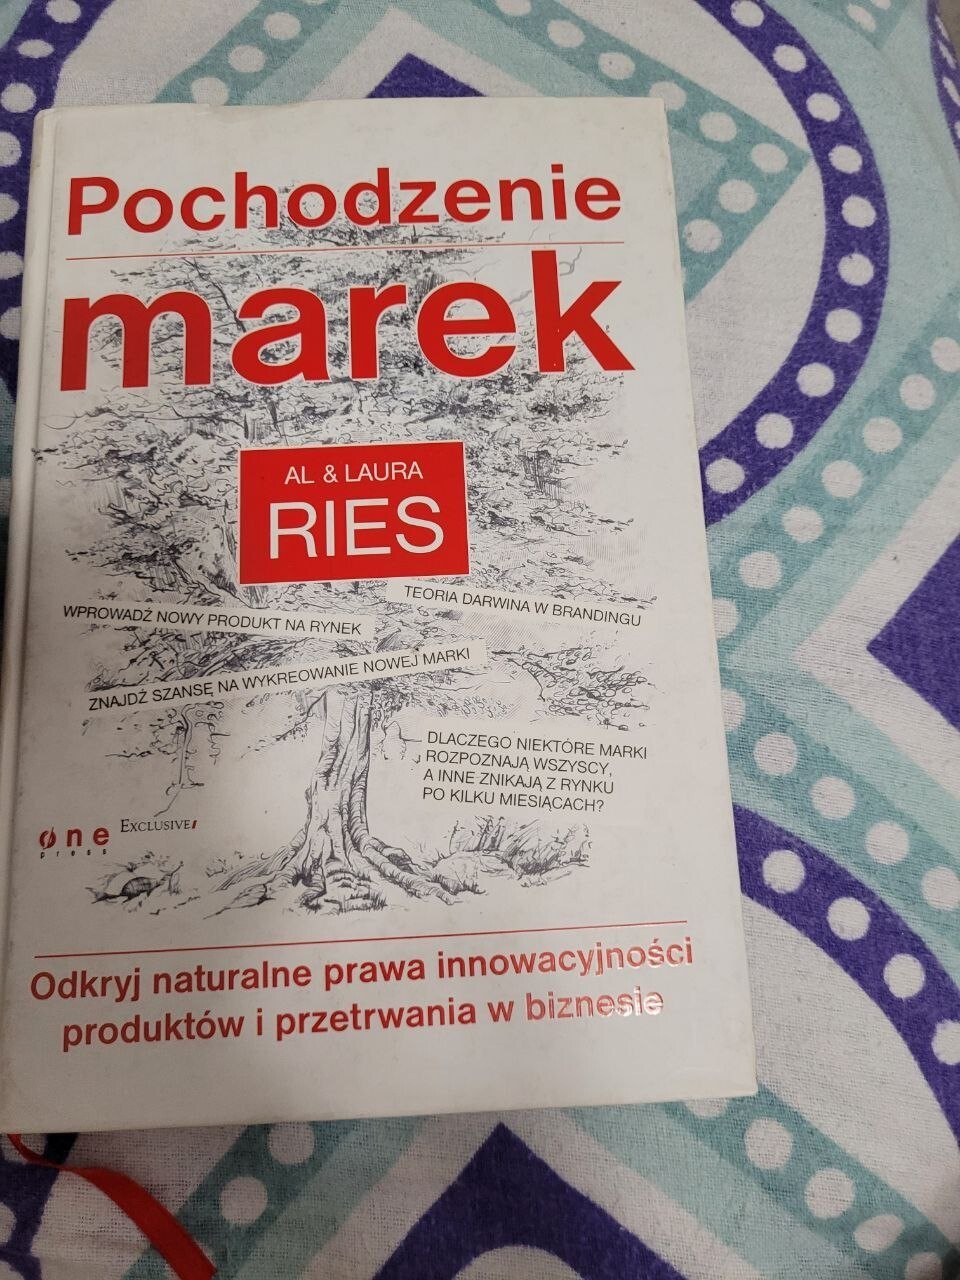 Pochodzenie
marek
AL & LAURA
RIES
TEORIA DARWINA W BRANDINGU
WPROWADŹ NOWY PRODUKT NA RYNEK
ZNAJDŹ SZANSĘ NA WYKREOWANIE NOWEJ MARKI
DLACZEGO NIEKTÓRE MARKI
ROZPOZNAJĄ WSZYSCY,
A INNE ZNIKAJĄ Z RYNKU
PO KILKU MIESIĄCACH?
one EXCLUSIVE
press
Odkryj naturalne prawa innowacyjności
produktów i przetrwania w biznesie